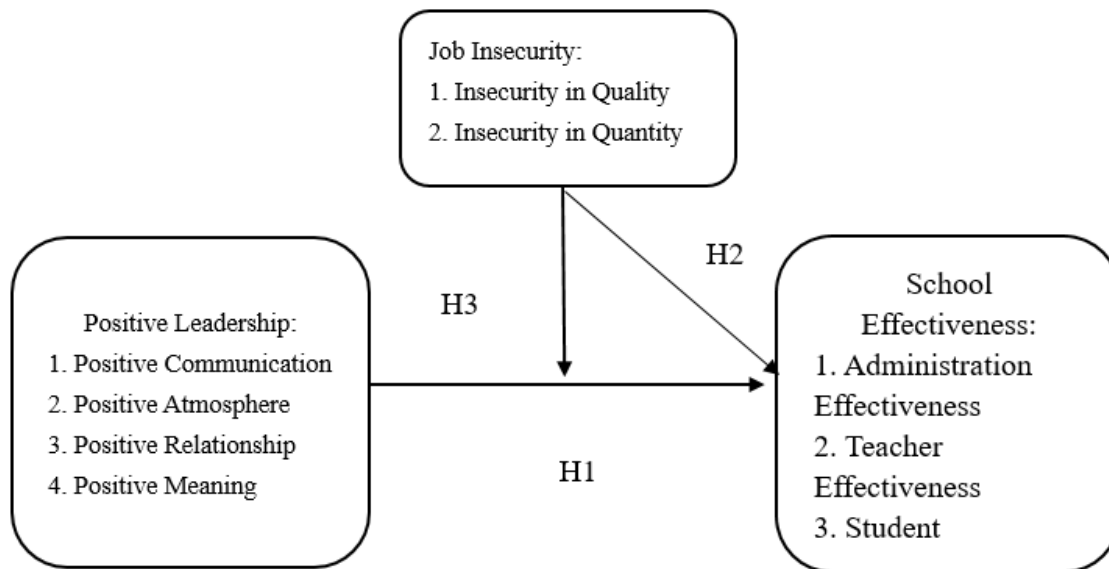 Job Insecurity:
1. Insecurity in Quality
2. Insecurity in Quantity
H2
H3
Positive Leadership:
1. Positive Communication
2. Positive Atmosphere
3. Positive Relationship
4. Positive Meaning
H1
School
Effectiveness:
1. Administration
Effectiveness
2. Teacher
Effectiveness
3. Student